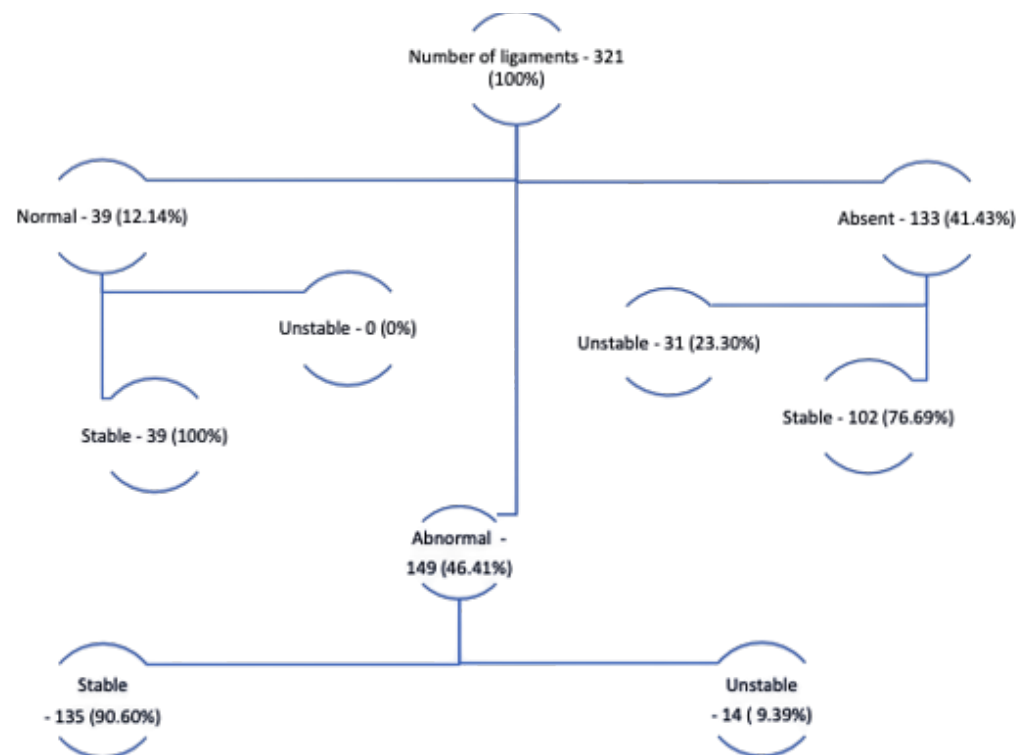 Number of ligaments - 321
(100%)
Normal - 39 (12.14%)
Absent - 133 (41.43%)
Unstable - 0 (0%)
Unstable - 31 (23.30%)
Stable - 39 (100%)
Stable - 102 (76.69%)
Abnormal -
149 (46.41%)
Stable
- 135 (90.60%)
Unstable
- 14 ( 9.39%)